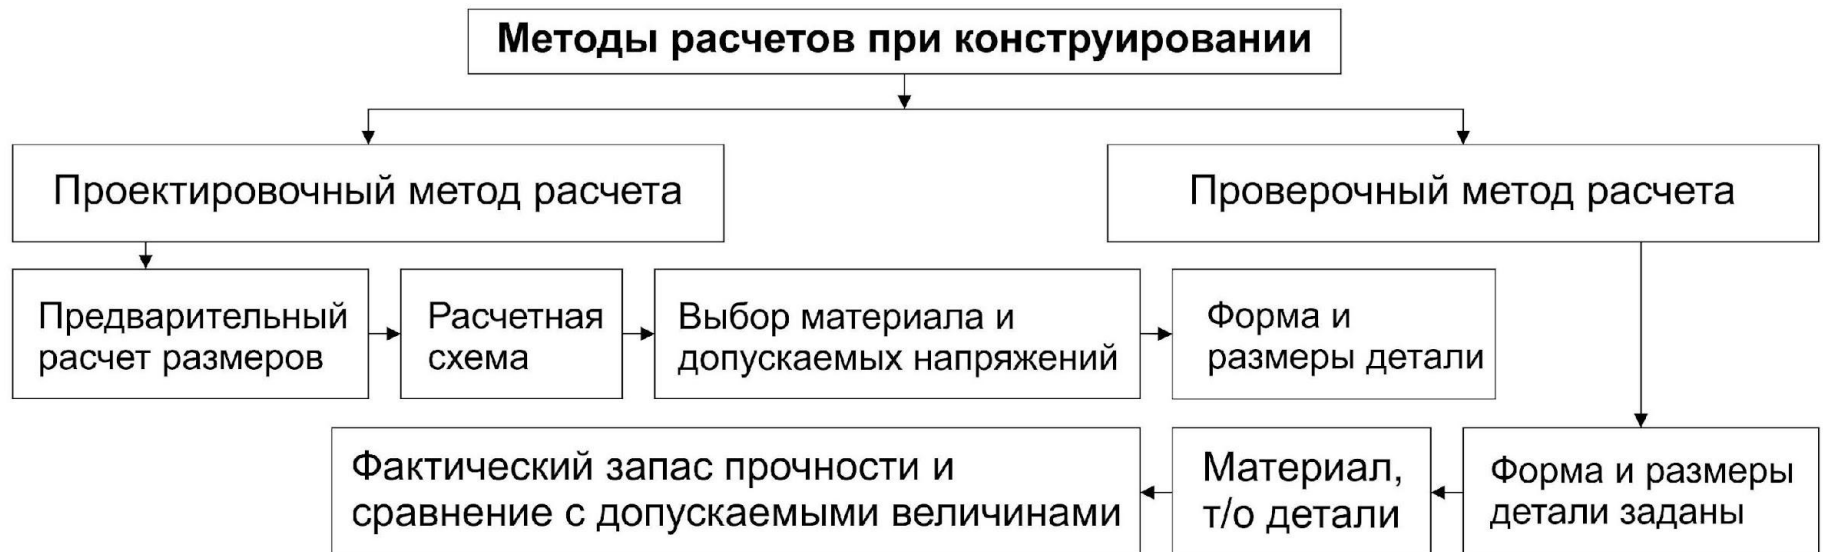 Методы расчетов при конструировании
Проектировочный метод расчета
Проверочный метод расчета
Предварительный
расчет размеров
Расчетная
схема
Выбор материала и
допускаемых напряжений
Форма и
размеры детали
Фактический запас прочности и
сравнение с допускаемыми величинами
Материал,
т/о детали
Форма и размеры
детали заданы